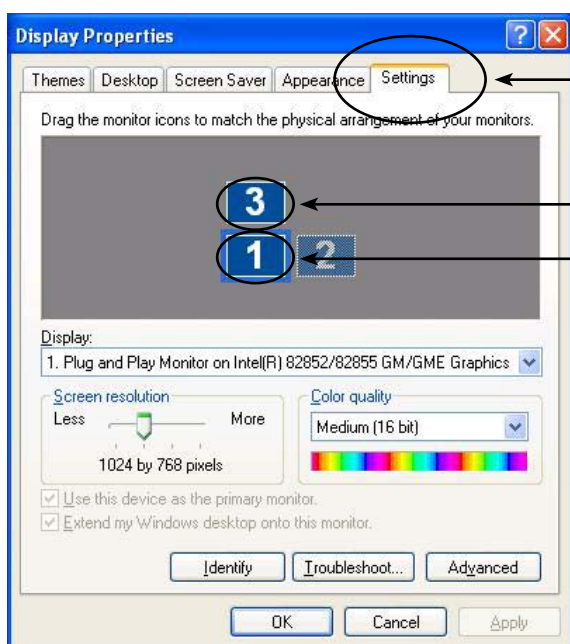 Display Properties
Themes Desktop Screen Saver Appearance Settings
Drag the monitor icons to match the physical arrangement of your monitors.
3
1 2
Display:
1. Plug and Play Monitor on Intel(R) 82852/82855 GM/GME Graphics
Screen resolution Color quality
Less More Medium (16 bit)
1024 by 768 pixels
Use this device as the primary monitor.
Extend my Windows desktop onto this monitor.
Identify Troubleshoot... Advanced
OK Cancel Apply